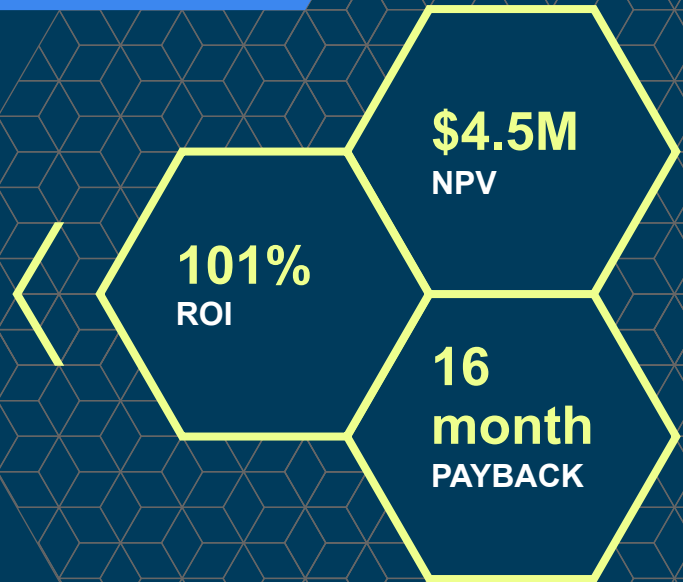 $4.5M
NPV
101%
ROI
16
month
PAYBACK